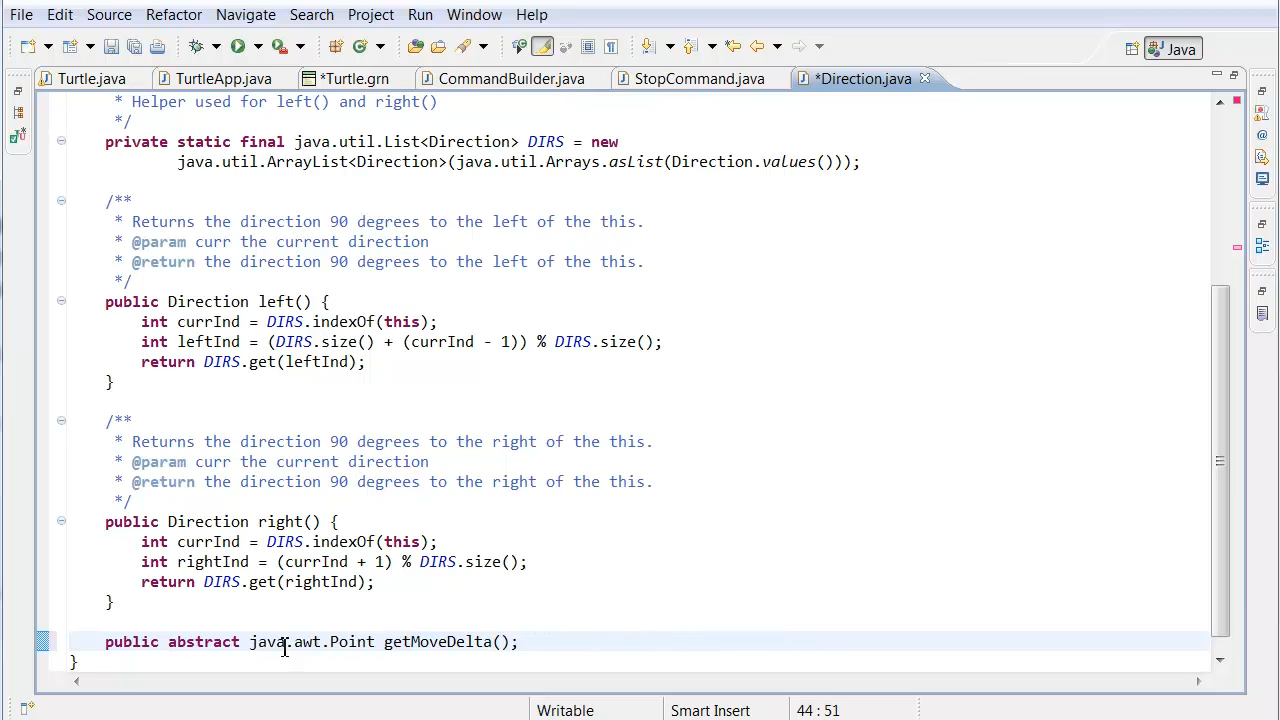 File Edit Source Refactor Navigate Search Project Run Window Help
Java
Turtle.java TurtleApp.java *Turtle.grn CommandBuilder.java StopCommand.java *Direction.java
* Helper used for left() and right()
*/
private static final java.util.List<Direction> DIRS = new
java.util.ArrayList<Direction>(java.util.Arrays.asList(Direction.values()));
/**
* Returns the direction 90 degrees to the left of the this.
* @param curr the current direction
* @return the direction 90 degrees to the left of the this.
*/
public Direction left() {
int currInd = DIRS.indexOf(this);
int leftInd = (DIRS.size() + (currInd - 1)) % DIRS.size();
return DIRS.get(leftInd);
}
/**
* Returns the direction 90 degrees to the right of the this.
* @param curr the current direction
* @return the direction 90 degrees to the right of the this.
*/
public Direction right() {
int currInd = DIRS.indexOf(this);
int rightInd = (currInd + 1) % DIRS.size();
return DIRS.get(rightInd);
}
public abstract java.awt.Point getMoveDelta();
}
Writable Smart Insert 44 : 51